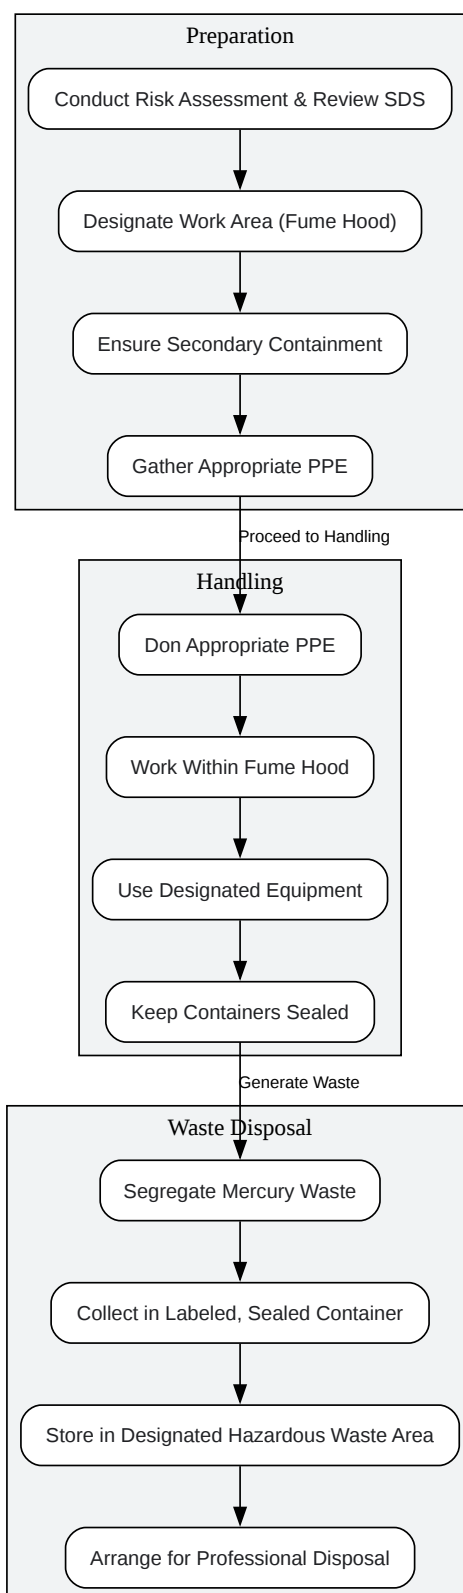 Preparation
Conduct Risk Assessment & Review SDS
Designate Work Area (Fume Hood)
Ensure Secondary Containment
Gather Appropriate PPE
Proceed to Handling
Handling
Don Appropriate PPE
Work Within Fume Hood
Use Designated Equipment
Keep Containers Sealed
Generate Waste
Waste Disposal
Segregate Mercury Waste
Collect in Labeled, Sealed Container
Store in Designated Hazardous Waste Area
Arrange for Professional Disposal